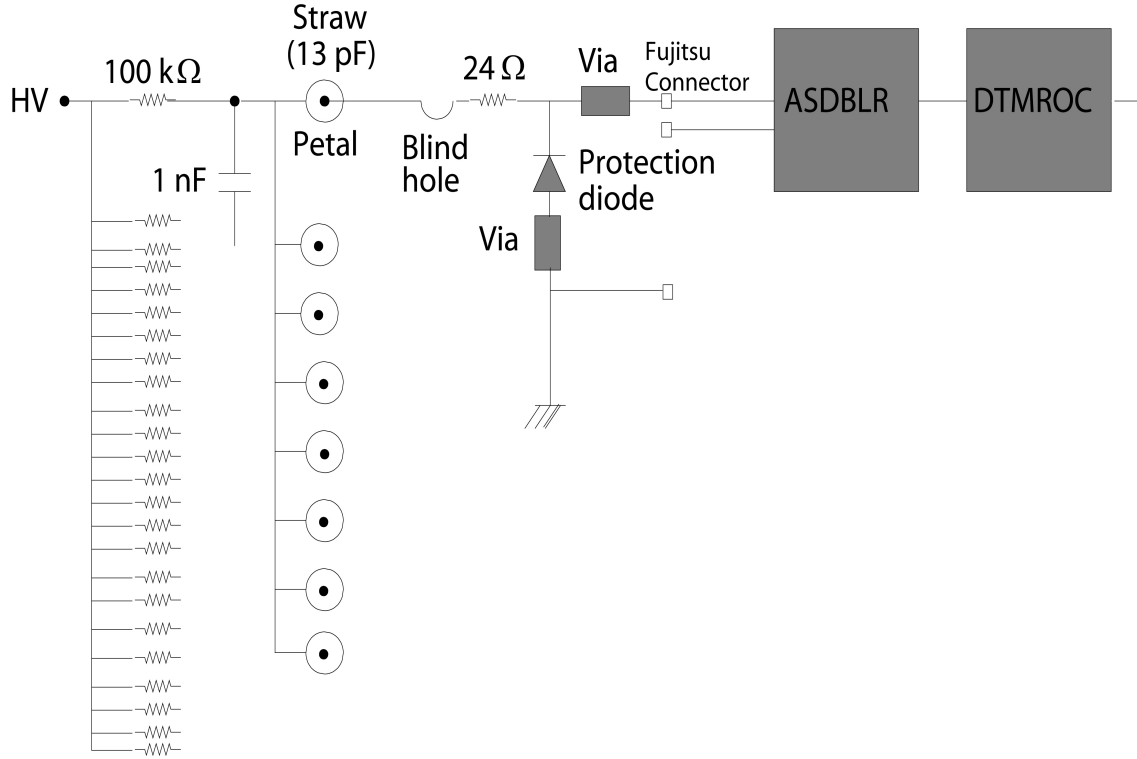 Straw
(13 pF)
100 kΩ
24 Ω
Via
Fujitsu
Connector
HV
ASDBLR
DTMROC
Petal
Blind
hole
1 nF
Protection
diode
Via